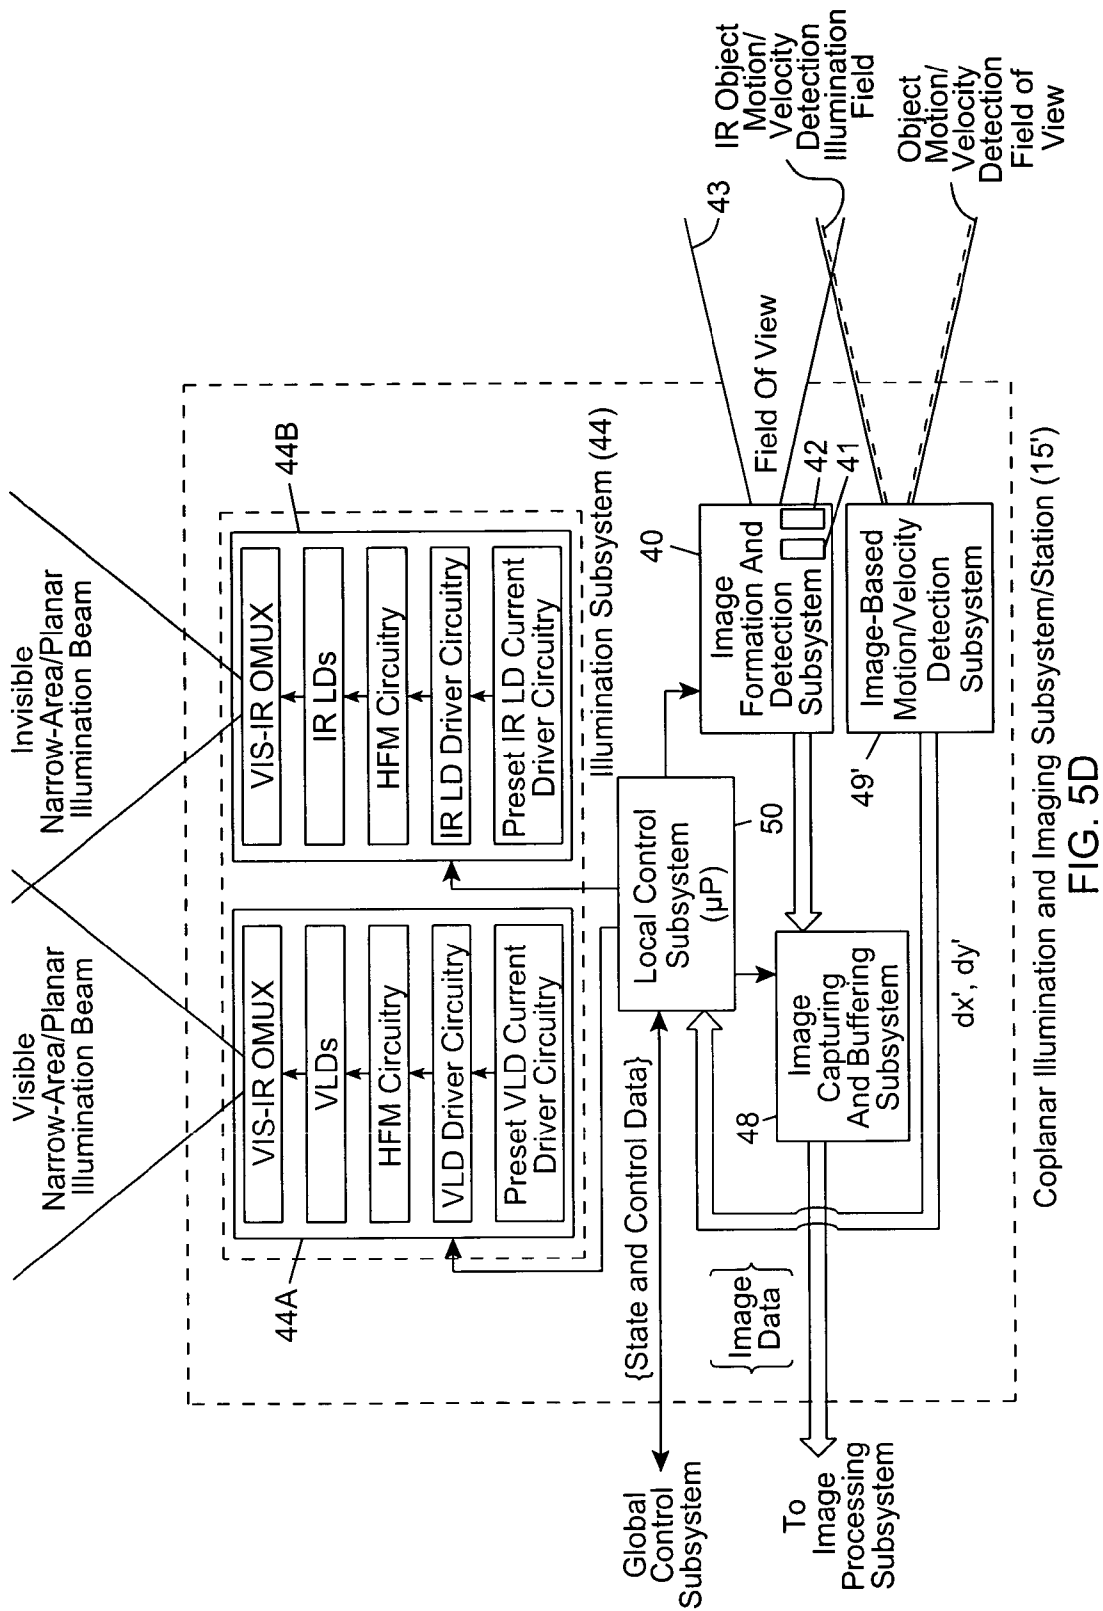 Visible
Narrow-Area/Planar
Illumination Beam
Invisible
Narrow-Area/Planar
Illumination Beam
44A
VIS-IR OMUX
VLDs
HFM Circuitry
VLD Driver Circuitry
Preset VLD Current
Driver Circuitry
44B
VIS-IR OMUX
IR LDs
HFM Circuitry
IR LD Driver Circuitry
Preset IR LD Current
Driver Circuitry
Illumination Subsystem (44)
Global
Control
Subsystem
{State and Control Data}
Local Control
Subsystem
(µP)
50
40
Image
Formation And
Detection
Subsystem
42
41
Field Of View
43
IR Object
Motion/
Velocity
Detection
Illumination
Field
Object
Motion/
Velocity
Detection
Field of
View
To
Image
Processing
Subsystem
{Image
Data}
48
Image
Capturing
And Buffering
Subsystem
49'
Image-Based
Motion/Velocity
Detection
Subsystem
dx', dy'
Coplanar Illumination and Imaging Subsystem/Station (15')
FIG. 5D